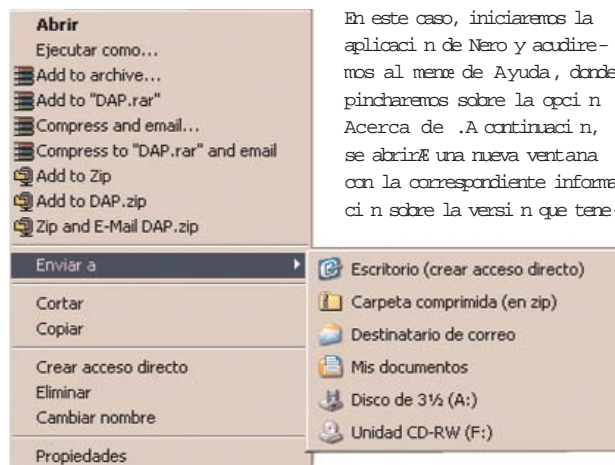 Abrir
Ejecutar como...
Add to archive...
Add to "DAP.rar"
Compress and email...
Compress to "DAP.rar" and email
Add to Zip
Add to DAP.zip
Zip and E-Mail DAP.zip
Enviar a
Cortar
Copiar
Crear acceso directo
Eliminar
Cambiar nombre
Propiedades
Escritorio (crear acceso directo)
Carpeta comprimida (en zip)
Destinatario de correo
Mis documentos
Disco de 3½ (A:)
Unidad CD-RW (F:)
En este caso, iniciaremos la
aplicaci n de Nero y acudire-
mos al menœ de Ayuda, donde
pincharemos sobre la opci n
Acerca de .A continuaci n,
se abrirÆ una nueva ventana
con la correspondiente informa
ci n sobre la versi n que tene-